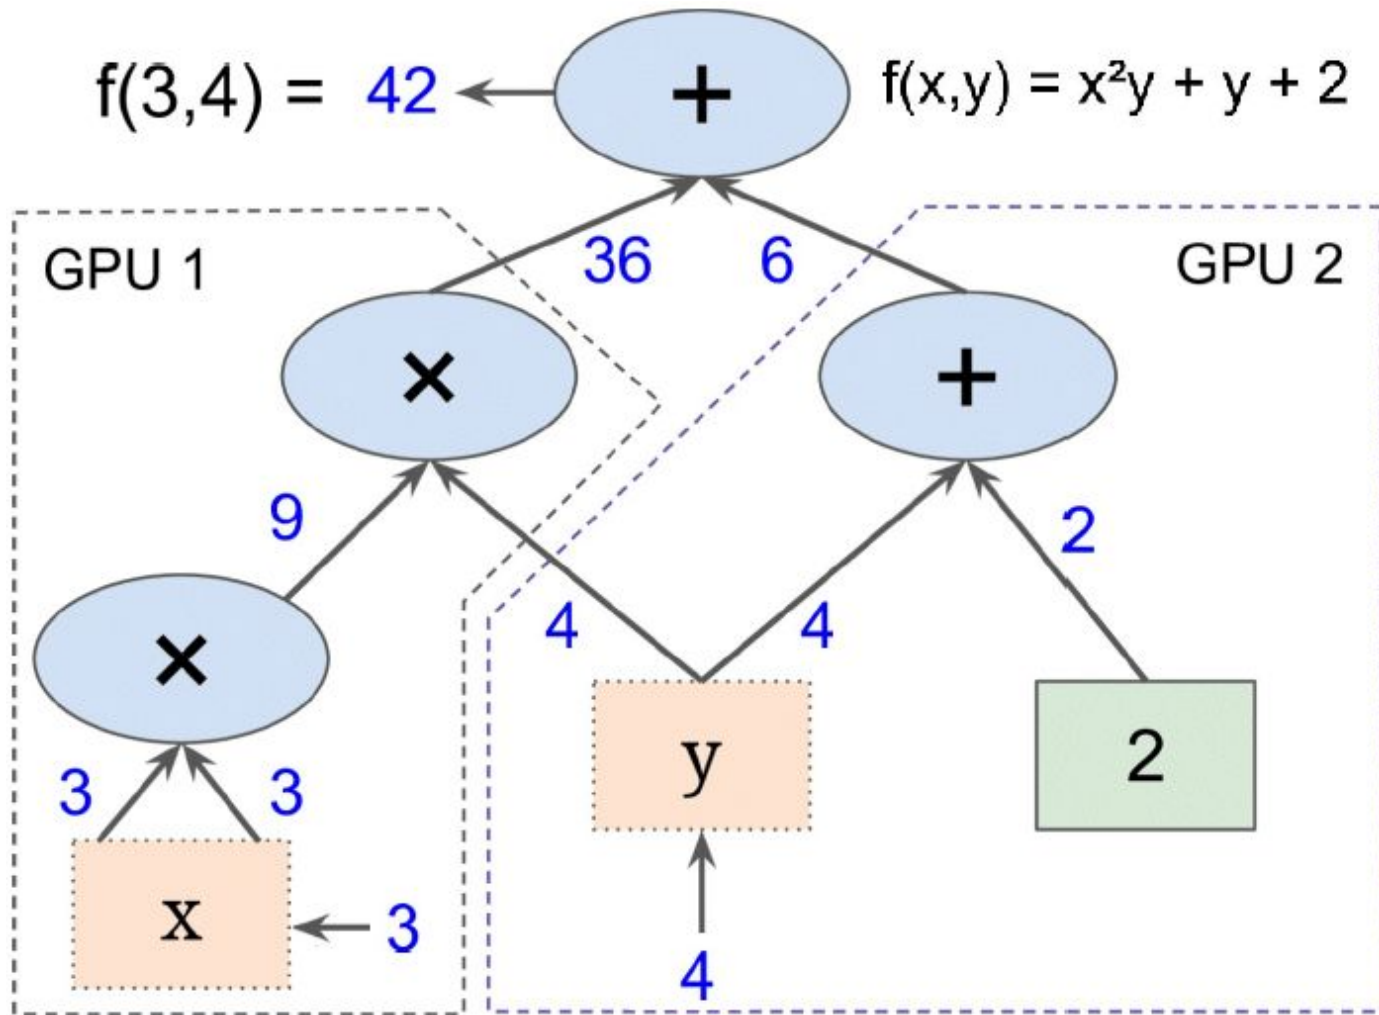 f(3,4) = 42
+
f(x,y) = x²y + y + 2
GPU 1
36
6
GPU 2
×
+
9
2
4
4
×
3
3
y
2
x
3
4